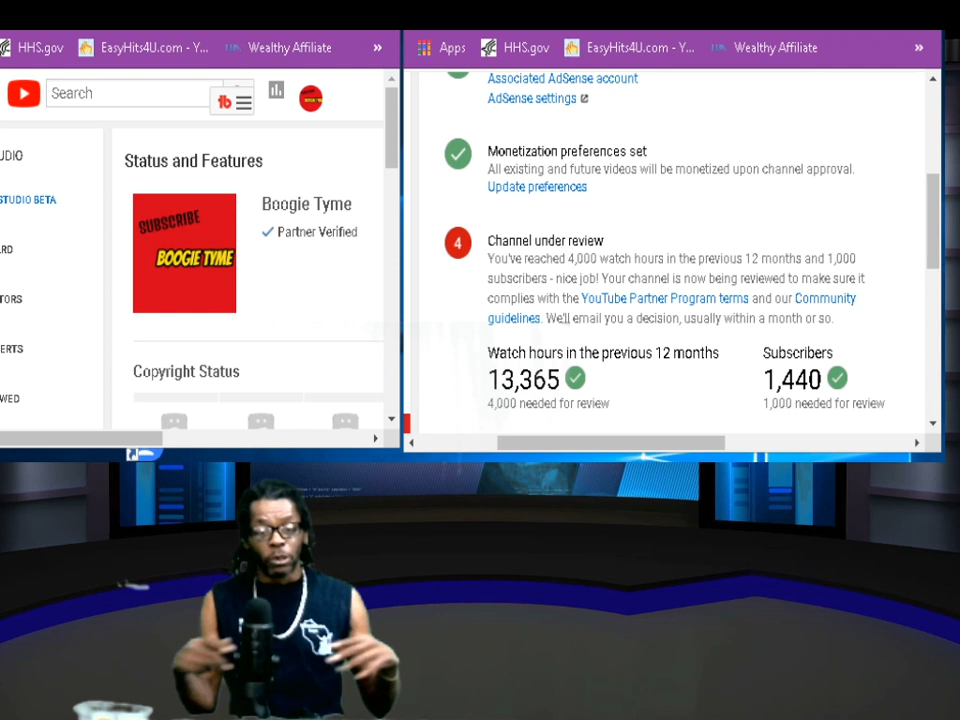 HHS.gov
EasyHits4U.com - Y...
Wealthy Affiliate
»
Search
UDIO
STUDIO BETA
RD
TORS
ERTS
WED
Status and Features
SUBSCRIBE
BOOGIE TYME
Boogie Tyme
Partner Verified
Copyright Status
Apps
HHS.gov
EasyHits4U.com - Y...
Wealthy Affiliate
»
Associated AdSense account
AdSense settings
Monetization preferences set
All existing and future videos will be monetized upon channel approval.
Update preferences
4
Channel under review
You've reached 4,000 watch hours in the previous 12 months and 1,000
subscribers - nice job! Your channel is now being reviewed to make sure it
complies with the YouTube Partner Program terms and our Community
guidelines. We'll email you a decision, usually within a month or so.
Watch hours in the previous 12 months
13,365
4,000 needed for review
Subscribers
1,440
1,000 needed for review